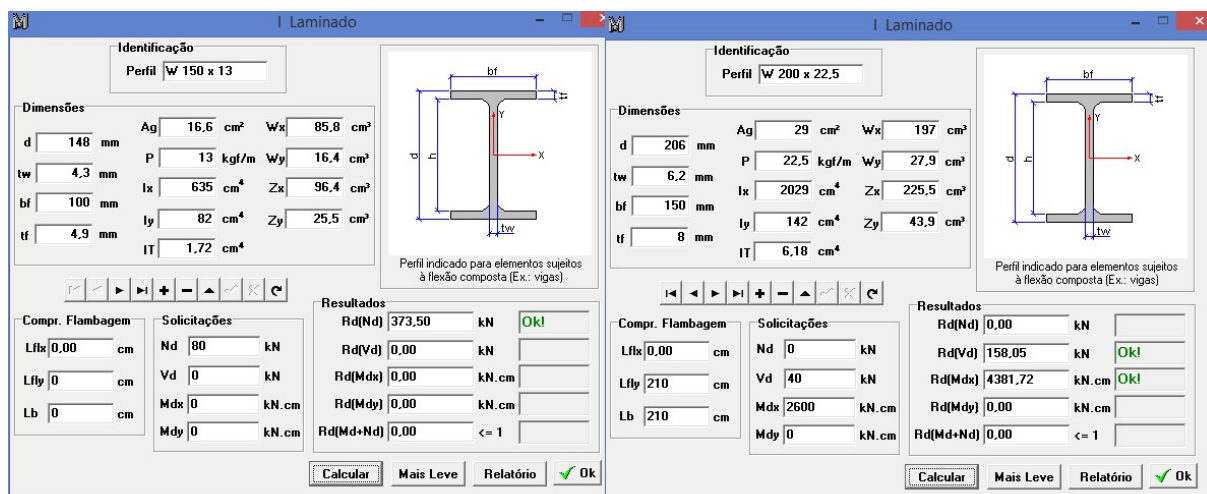 I Laminado
Identificação
Perfil W 150 x 13
Dimensões
d 148 mm
tw 4,3 mm
bf 100 mm
tf 4,9 mm
Ag 16,6 cm²
P 13 kgf/m
Ix 635 cm⁴
Iy 82 cm⁴
IT 1,72 cm⁴
Wx 85,8 cm³
Wy 16,4 cm³
Zx 96,4 cm³
Zy 25,5 cm³
bf
tf
Y
X
d
h
tw
Perfil indicado para elementos sujeitos
à flexão composta (Ex.: vigas)
Compr. Flambagem
Lflx 0,00 cm
Lfly 0 cm
Lb 0 cm
Solicitações
Nd 80 kN
Vd 0 kN
Mdx 0 kN.cm
Mdy 0 kN.cm
Resultados
Rd(Nd) 373,50 kN Ok!
Rd(Vd) 0,00 kN
Rd(Mdx) 0,00 kN.cm
Rd(Mdy) 0,00 kN.cm
Rd(Md+Nd) 0,00 <= 1
Calcular Mais Leve Relatório Ok
I Laminado
Identificação
Perfil W 200 x 22,5
Dimensões
d 206 mm
tw 6,2 mm
bf 150 mm
tf 8 mm
Ag 29 cm²
P 22,5 kgf/m
Ix 2029 cm⁴
Iy 142 cm⁴
IT 6,18 cm⁴
Wx 197 cm³
Wy 27,9 cm³
Zx 225,5 cm³
Zy 43,9 cm³
bf
tf
Y
X
d
h
tw
Perfil indicado para elementos sujeitos
à flexão composta (Ex.: vigas)
Compr. Flambagem
Lflx 0,00 cm
Lfly 210 cm
Lb 210 cm
Solicitações
Nd 0 kN
Vd 40 kN
Mdx 2600 kN.cm
Mdy 0 kN.cm
Resultados
Rd(Nd) 0,00 kN
Rd(Vd) 158,05 kN Ok!
Rd(Mdx) 4381,72 kN.cm Ok!
Rd(Mdy) 0,00 kN.cm
Rd(Md+Nd) 0,00 <= 1
Calcular Mais Leve Relatório Ok